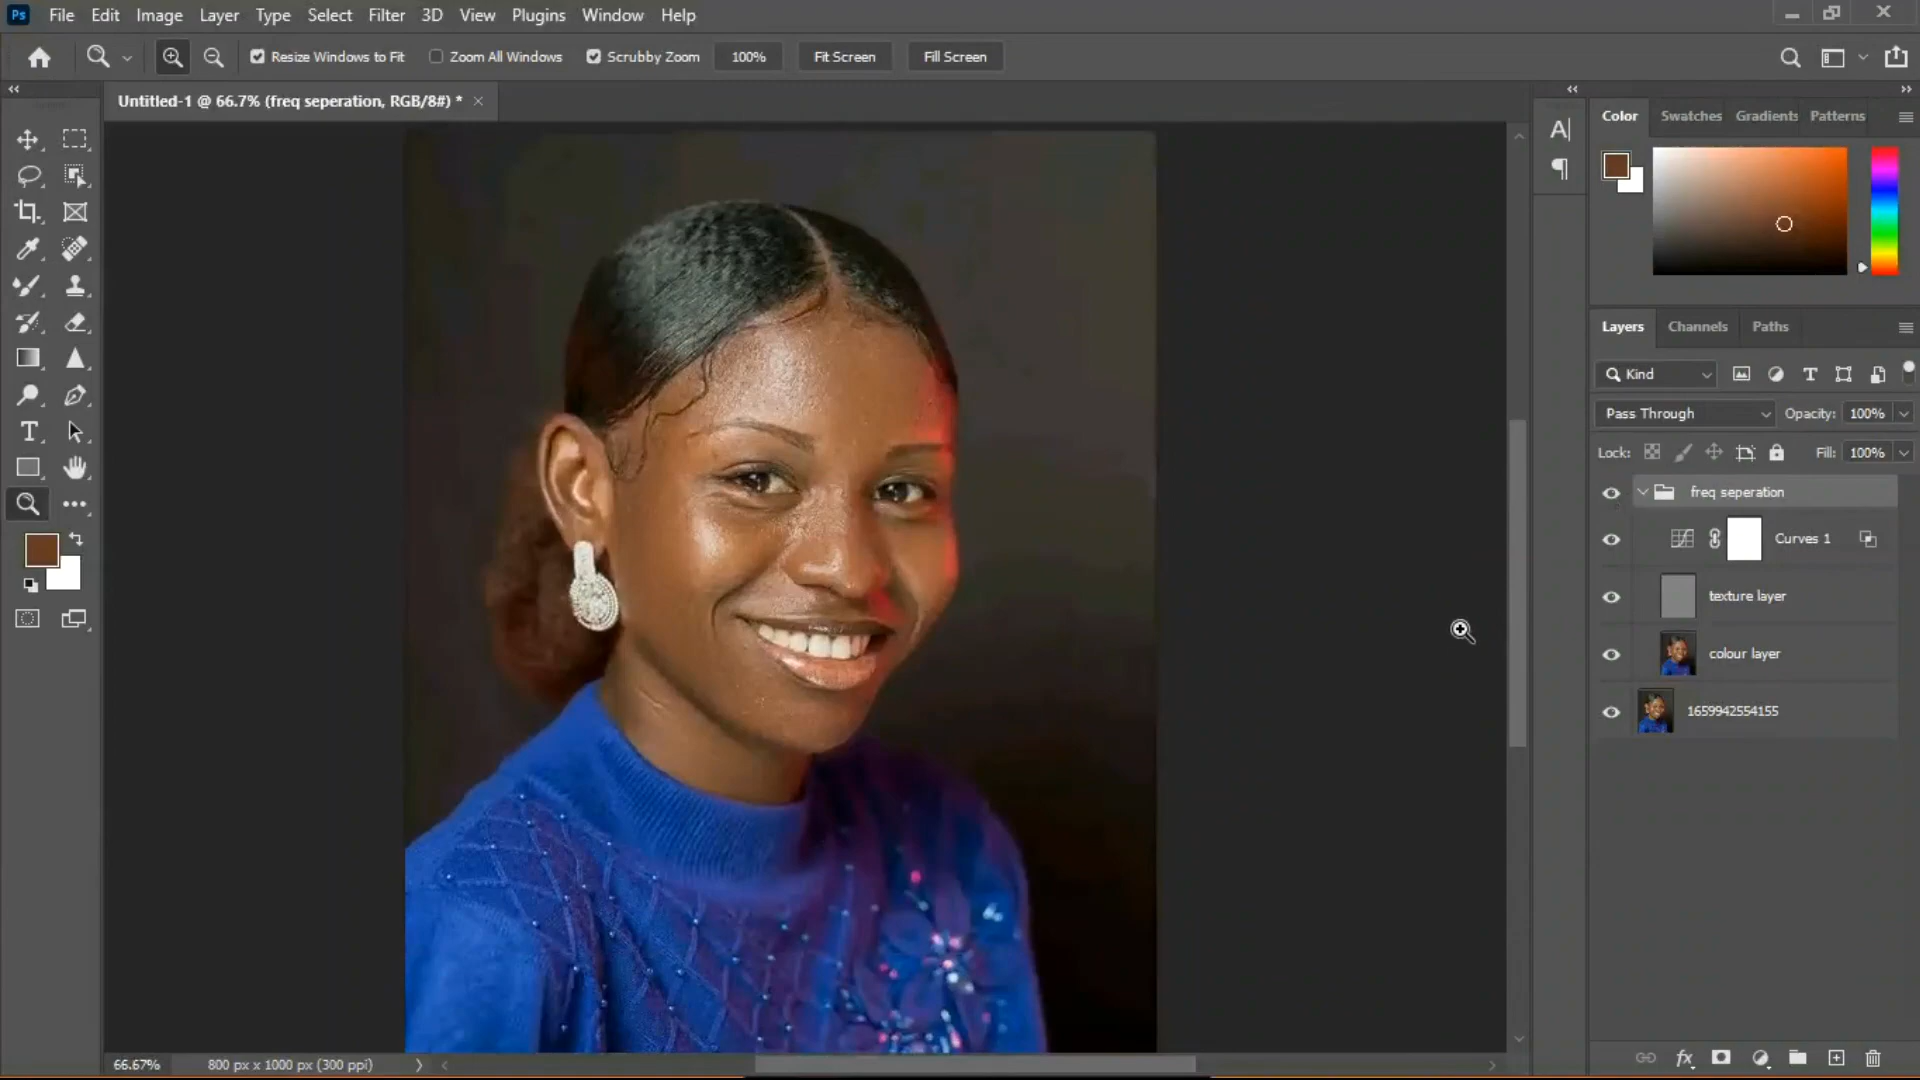 Ps File Edit Image Layer Type Select Filter 3D View Plugins Window Help
Resize Windows to Fit Zoom All Windows Scrubby Zoom 100% Fit Screen Fill Screen
Untitled-1 @ 66.7% (freq seperation, RGB/8#) *
Color Swatches Gradients Patterns
Layers Channels Paths
Kind
Pass Through Opacity: 100%
Lock: Fill: 100%
freq seperation
Curves 1
texture layer
colour layer
1659942554155
66.67% 800 px x 1000 px (300 ppi)